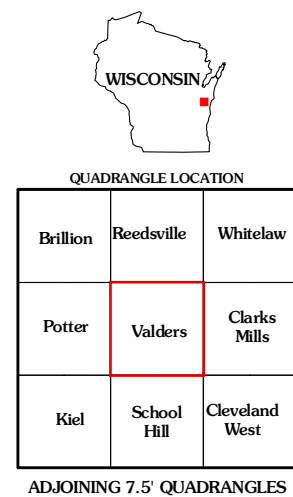 WISCONSIN
QUADRANGLE LOCATION
Brillion
Reedsville
Whitelaw
Potter
Valders
Clarks
Mills
Kiel
School
Hill
Cleveland
West
ADJOINING 7.5' QUADRANGLES